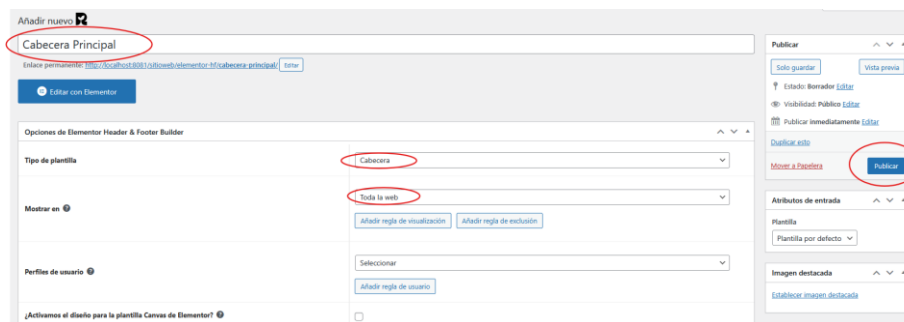 Añadir nuevo
Cabecera Principal
Enlace permanente: http://localhost:8081/sitioweb/elementor-hf/cabecera-principal/ Editar
Editar con Elementor
Opciones de Elementor Header & Footer Builder
Tipo de plantilla
Cabecera
Mostrar en
Toda la web
Añadir regla de visualización
Añadir regla de exclusión
Perfiles de usuario
Seleccionar
Añadir regla de usuario
¿Activamos el diseño para la plantilla Canvas de Elementor?
Publicar
Solo guardar
Vista previa
Estado: Borrador Editar
Visibilidad: Público Editar
Publicar inmediatamente Editar
Duplicar esto
Mover a Papelera
Publicar
Atributos de entrada
Plantilla
Plantilla por defecto
Imagen destacada
Establecer imagen destacada